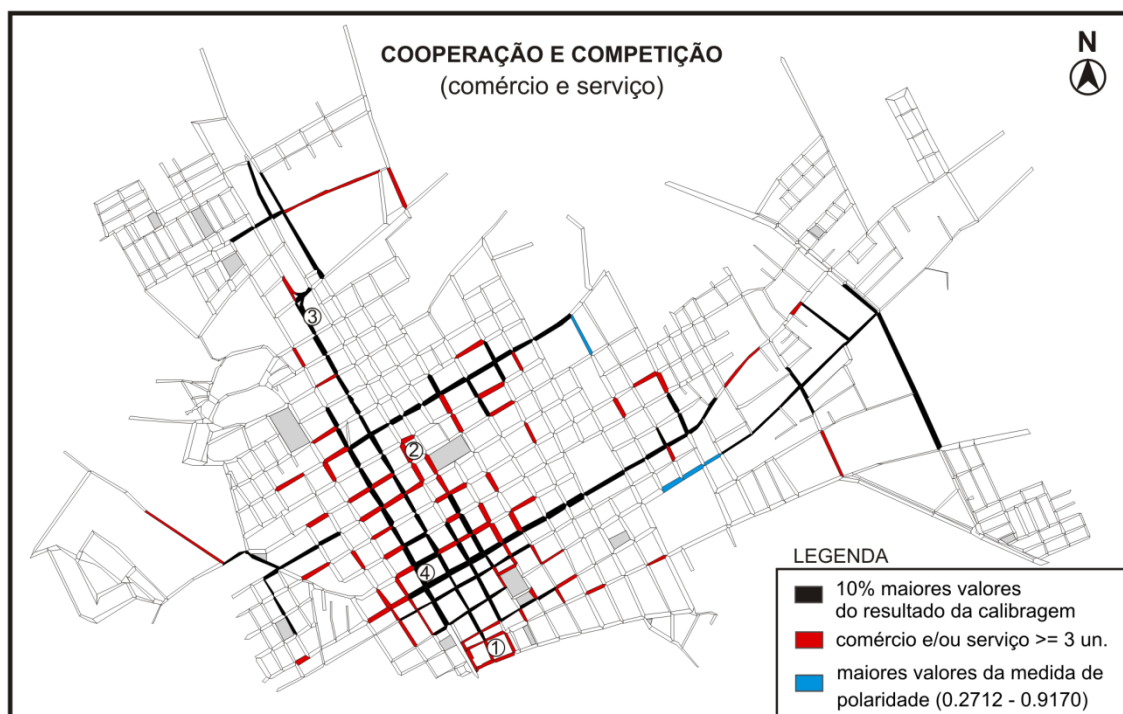 COOPERAÇÃO E COMPETIÇÃO
(comércio e serviço)
N
3
2
4
1
LEGENDA
10% maiores valores
do resultado da calibragem
comércio e/ou serviço >= 3 un.
maiores valores da medida de
polaridade (0.2712 - 0.9170)